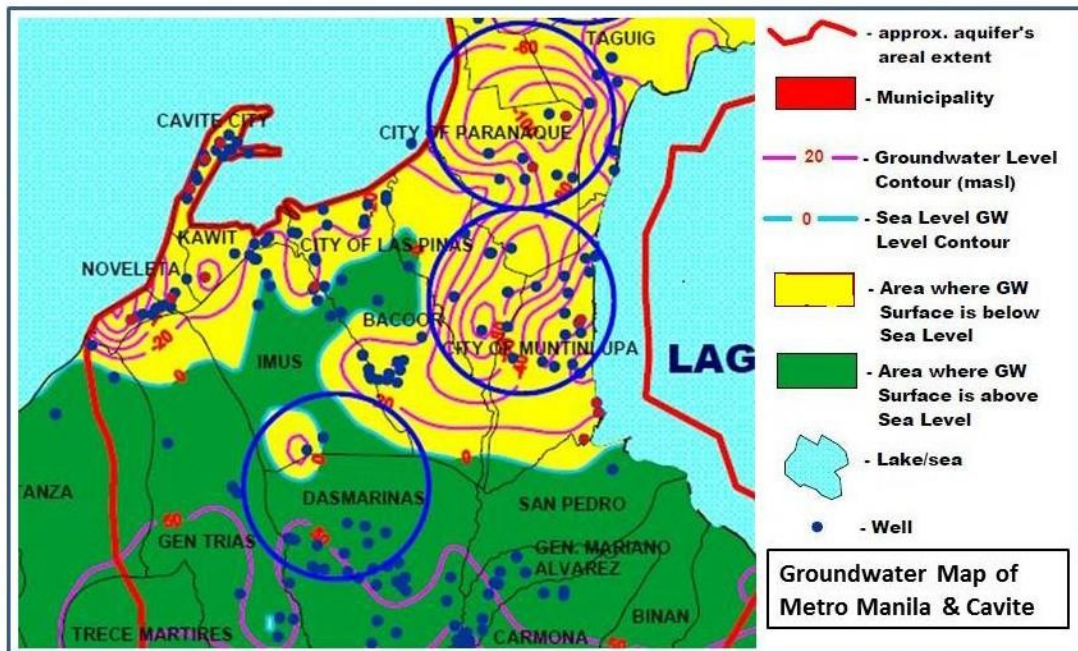 TAGUIG
-60
CAVITE CITY
-100
CITY OF PARANAQUE
KAWIT
CITY OF LAS PINAS
NOVELETA
BACOOR
-20
CITY OF MUNTINLUPA
IMUS
LAG
0
-20
0
0
TANZA
DASMARINAS
SAN PEDRO
50
GEN TRIAS
GEN. MARIANO
ALVAREZ
BINAN
TRECE MARTIRES
CARMONA
50
- approx. aquifer's
areal extent
- Municipality
20 - Groundwater Level
Contour (masl)
0 - Sea Level GW
Level Contour
- Area where GW
Surface is below
Sea Level
- Area where GW
Surface is above
Sea Level
- Lake/sea
- Well
Groundwater Map of
Metro Manila & Cavite